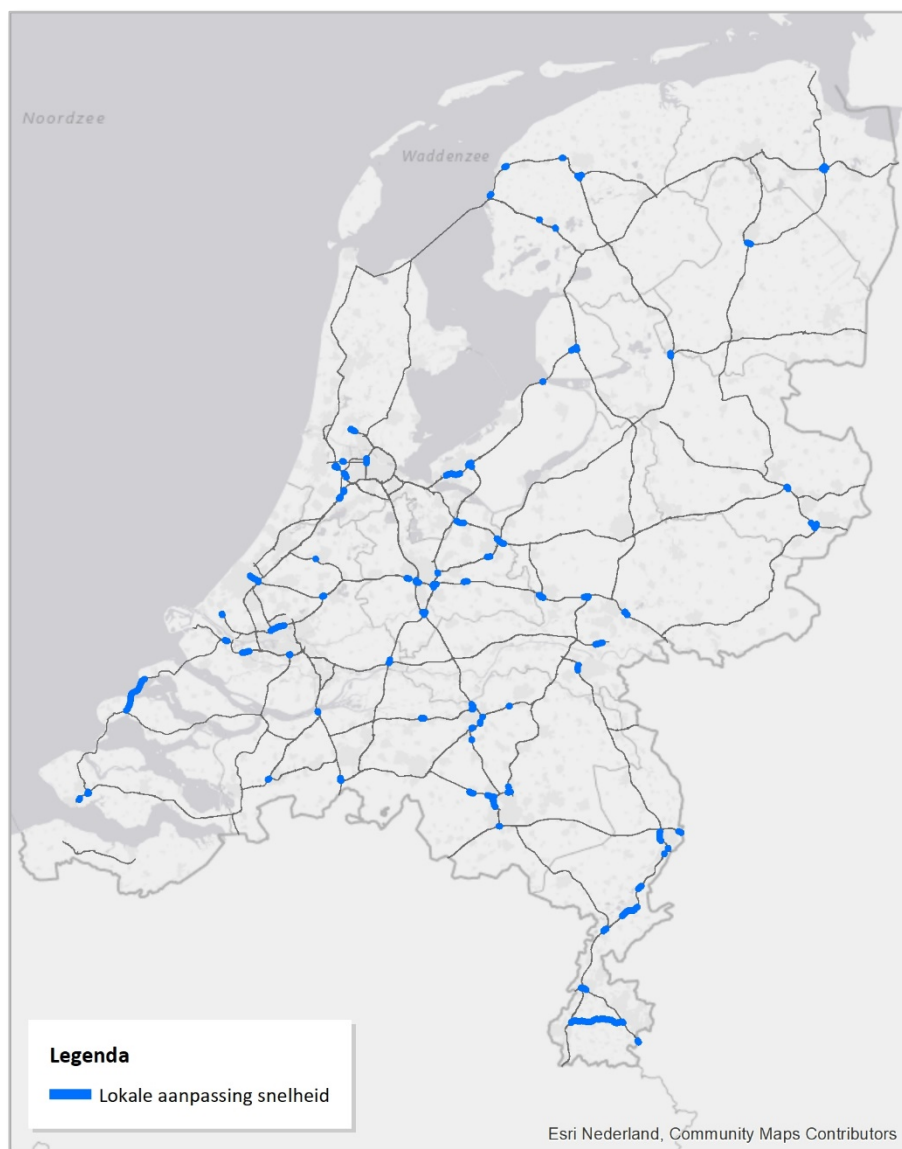 Noordzee
Waddenzee
Legenda
Lokale aanpassing snelheid
Esri Nederland, Community Maps Contributors